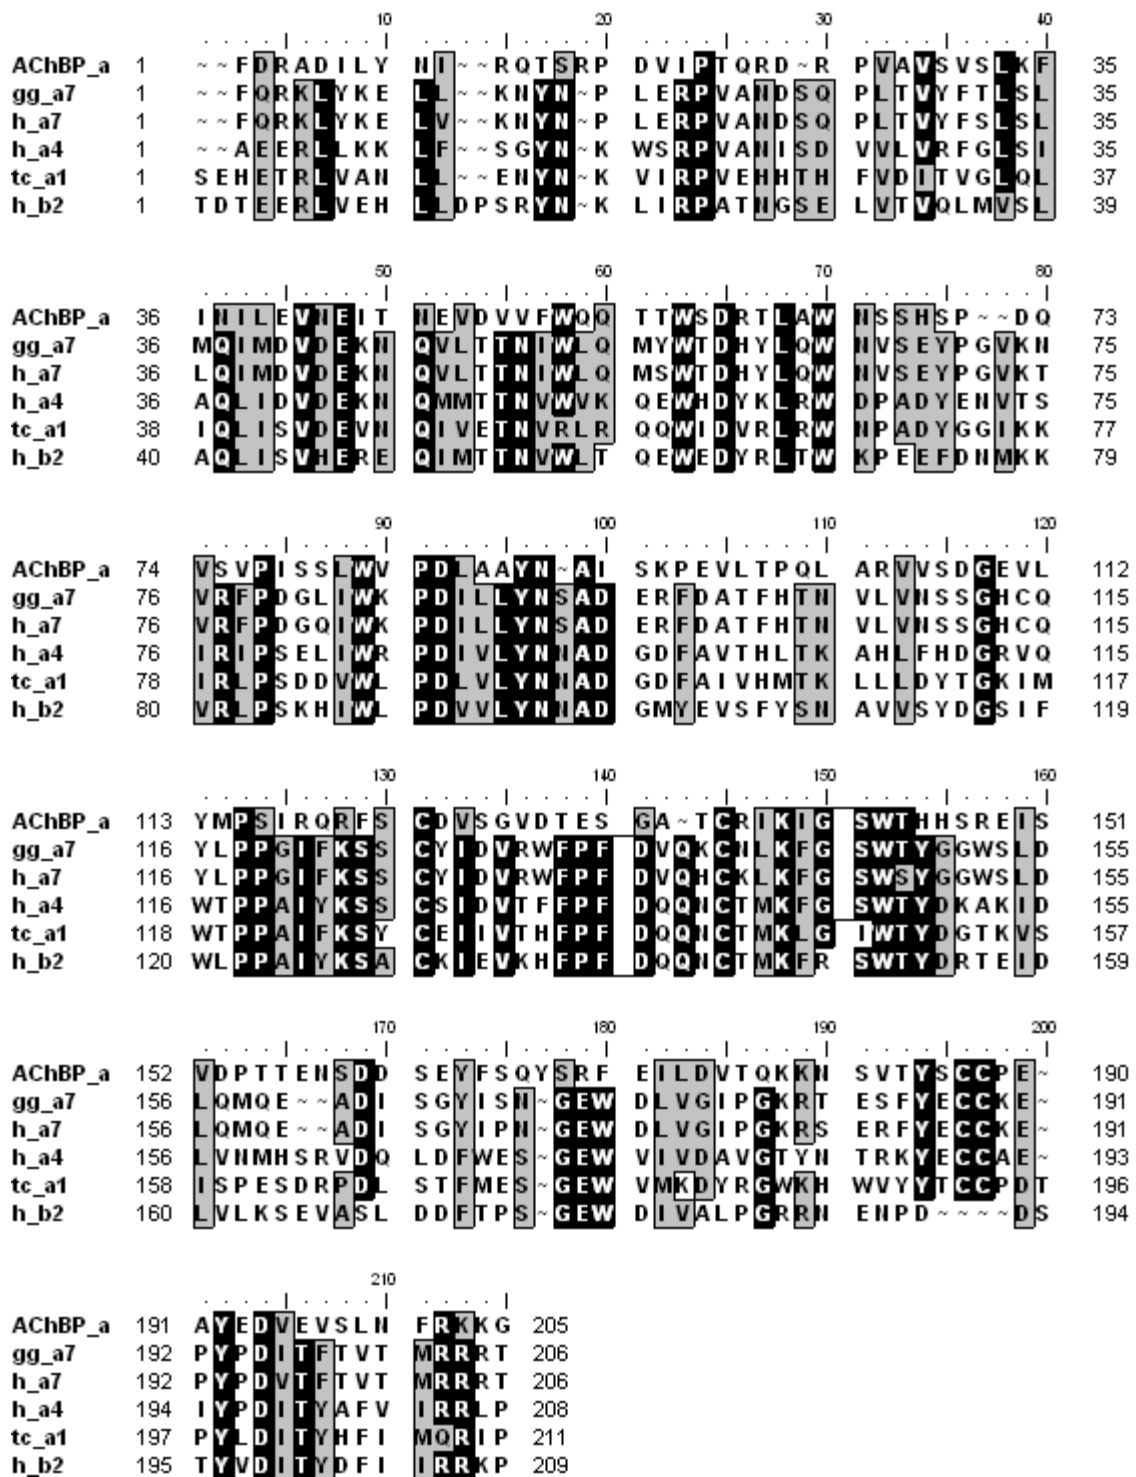 10 20 30 40
AChBP_a 1 ~~FDRADILY NI~~RQTSRP DVIPTQRD~R PVAVSVSLKF 35
gg_a7 1 ~~FQRKLYKE LL~~KNYN~P LERPVANDSQ PLTVYFTLSL 35
h_a7 1 ~~FQRKLYKE LV~~KNYN~P LERPVANDSQ PLTVYFSLSL 35
h_a4 1 ~~AEERLLKK LF~~SGYN~K WSRPVANISD VVLVRFGLSI 35
tc_a1 1 SEHETRLVAN LL~~ENYN~K VIRPVEHHTH FVDITVGLQL 37
h_b2 1 TDTEERLVEH LLDPSRYN~K LIRPATNGSE LVTVQLMVSL 39
50 60 70 80
AChBP_a 36 INILEVNEIT NEVDVVFWQQ TTWSDRTLAW NSSHSP~~DQ 73
gg_a7 36 MQIMDVDEKN QVLTTNIWLQ MYWTDHYLQW NVSEYPGVKN 75
h_a7 36 LQIMDVDEKN QVLTTNIWLQ MSWTDHYLQW NVSEYPGVKT 75
h_a4 36 AQLIDVDEKN QMMTTNVWVK QEWHDYKLRW DPADYENVTS 75
tc_a1 38 IQLISVDEVN QIVETNVRLR QQWIDVRLRW NPADYGGIKK 77
h_b2 40 AQLISVHERE QIMTTNVWLT QEWEDYRLTW KPEEFDNMKK 79
90 100 110 120
AChBP_a 74 VSVPISSLWV PDLAAYN~AI SKPEVLTPQL ARVVSDGEVL 112
gg_a7 76 VRFPDGLIWK PDILLYNSAD ERFDATFHTN VLVNSSGHCQ 115
h_a7 76 VRFPDGQIWK PDILLYNSAD ERFDATFHTN VLVNSSGHCQ 115
h_a4 76 IRIPSELIWR PDIVLYNNAD GDFAVTHLTK AHLFHDGRVQ 115
tc_a1 78 IRLPSDDVWL PDLVLYNNAD GDFAIVHMTK LLLDYTGKIM 117
h_b2 80 VRLPSKHIWL PDVVLYNNAD GMYEVSFYSN AVVSYDGSIF 119
130 140 150 160
AChBP_a 113 YMPSIRQRFS CDVSGVDTES GA~TCRIKIG SWTHHSREIS 151
gg_a7 116 YLPPGIFKSS CYIDVRWFPF DVQKCNLKFG SWTYGGWSLD 155
h_a7 116 YLPPGIFKSS CYIDVRWFPF DVQHCKLKFG SWSYGGWSLD 155
h_a4 116 WTPPAIYKSS CSIDVTFFPF DQQNCTMKFG SWTYDKAKID 155
tc_a1 118 WTPPAIFKSY CEIIVTHFPF DQQNCTMKLG IWTYDGTKVS 157
h_b2 120 WLPPAIYKSA CKIEVKHFPF DQQNCTMKFR SWTYDRTEID 159
170 180 190 200
AChBP_a 152 VDPTTENSDD SEYFSQYSRF EILDVTQKKN SVTYSCCPE~ 190
gg_a7 156 LQMQE~~ADI SGYISN~GEW DLVGIPGKRT ESFYECCKE~ 191
h_a7 156 LQMQE~~ADI SGYIPN~GEW DLVGIPGKRS ERFYECCKE~ 191
h_a4 156 LVNMHSRVDQ LDFWES~GEW VIVDAVGTYN TRKYECCAE~ 193
tc_a1 158 ISPESDRPDL STFMES~GEW VMKDYRGWKH WVYYTCCPDT 196
h_b2 160 LVLKSEVASL DDFTPS~GEW DIVALPGRRN ENPD~~~~DS 194
210
AChBP_a 191 AYEDVEVSLN FRKKG 205
gg_a7 192 PYPDITFTVT MRRRT 206
h_a7 192 PYPDVTFTVT MRRRT 206
h_a4 194 IYPDITYAFV IRRLP 208
tc_a1 197 PYLDITYHFI MQRIP 211
h_b2 195 TYVDITYDFI IRRKP 209